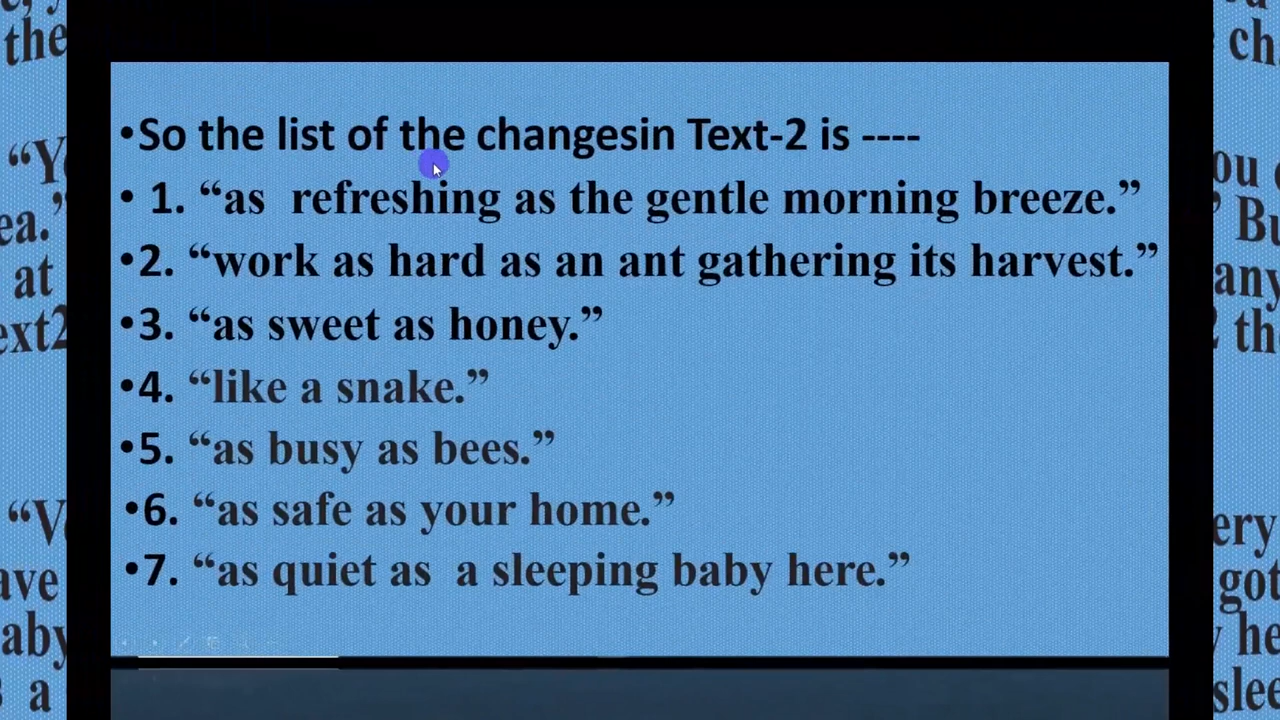 •So the list of the changesin Text-2 is ----
• 1. “as refreshing as the gentle morning breeze.”
•2. “work as hard as an ant gathering its harvest.”
•3. “as sweet as honey.”
•4. “like a snake.”
•5. “as busy as bees.”
•6. “as safe as your home.”
•7. “as quiet as a sleeping baby here.”